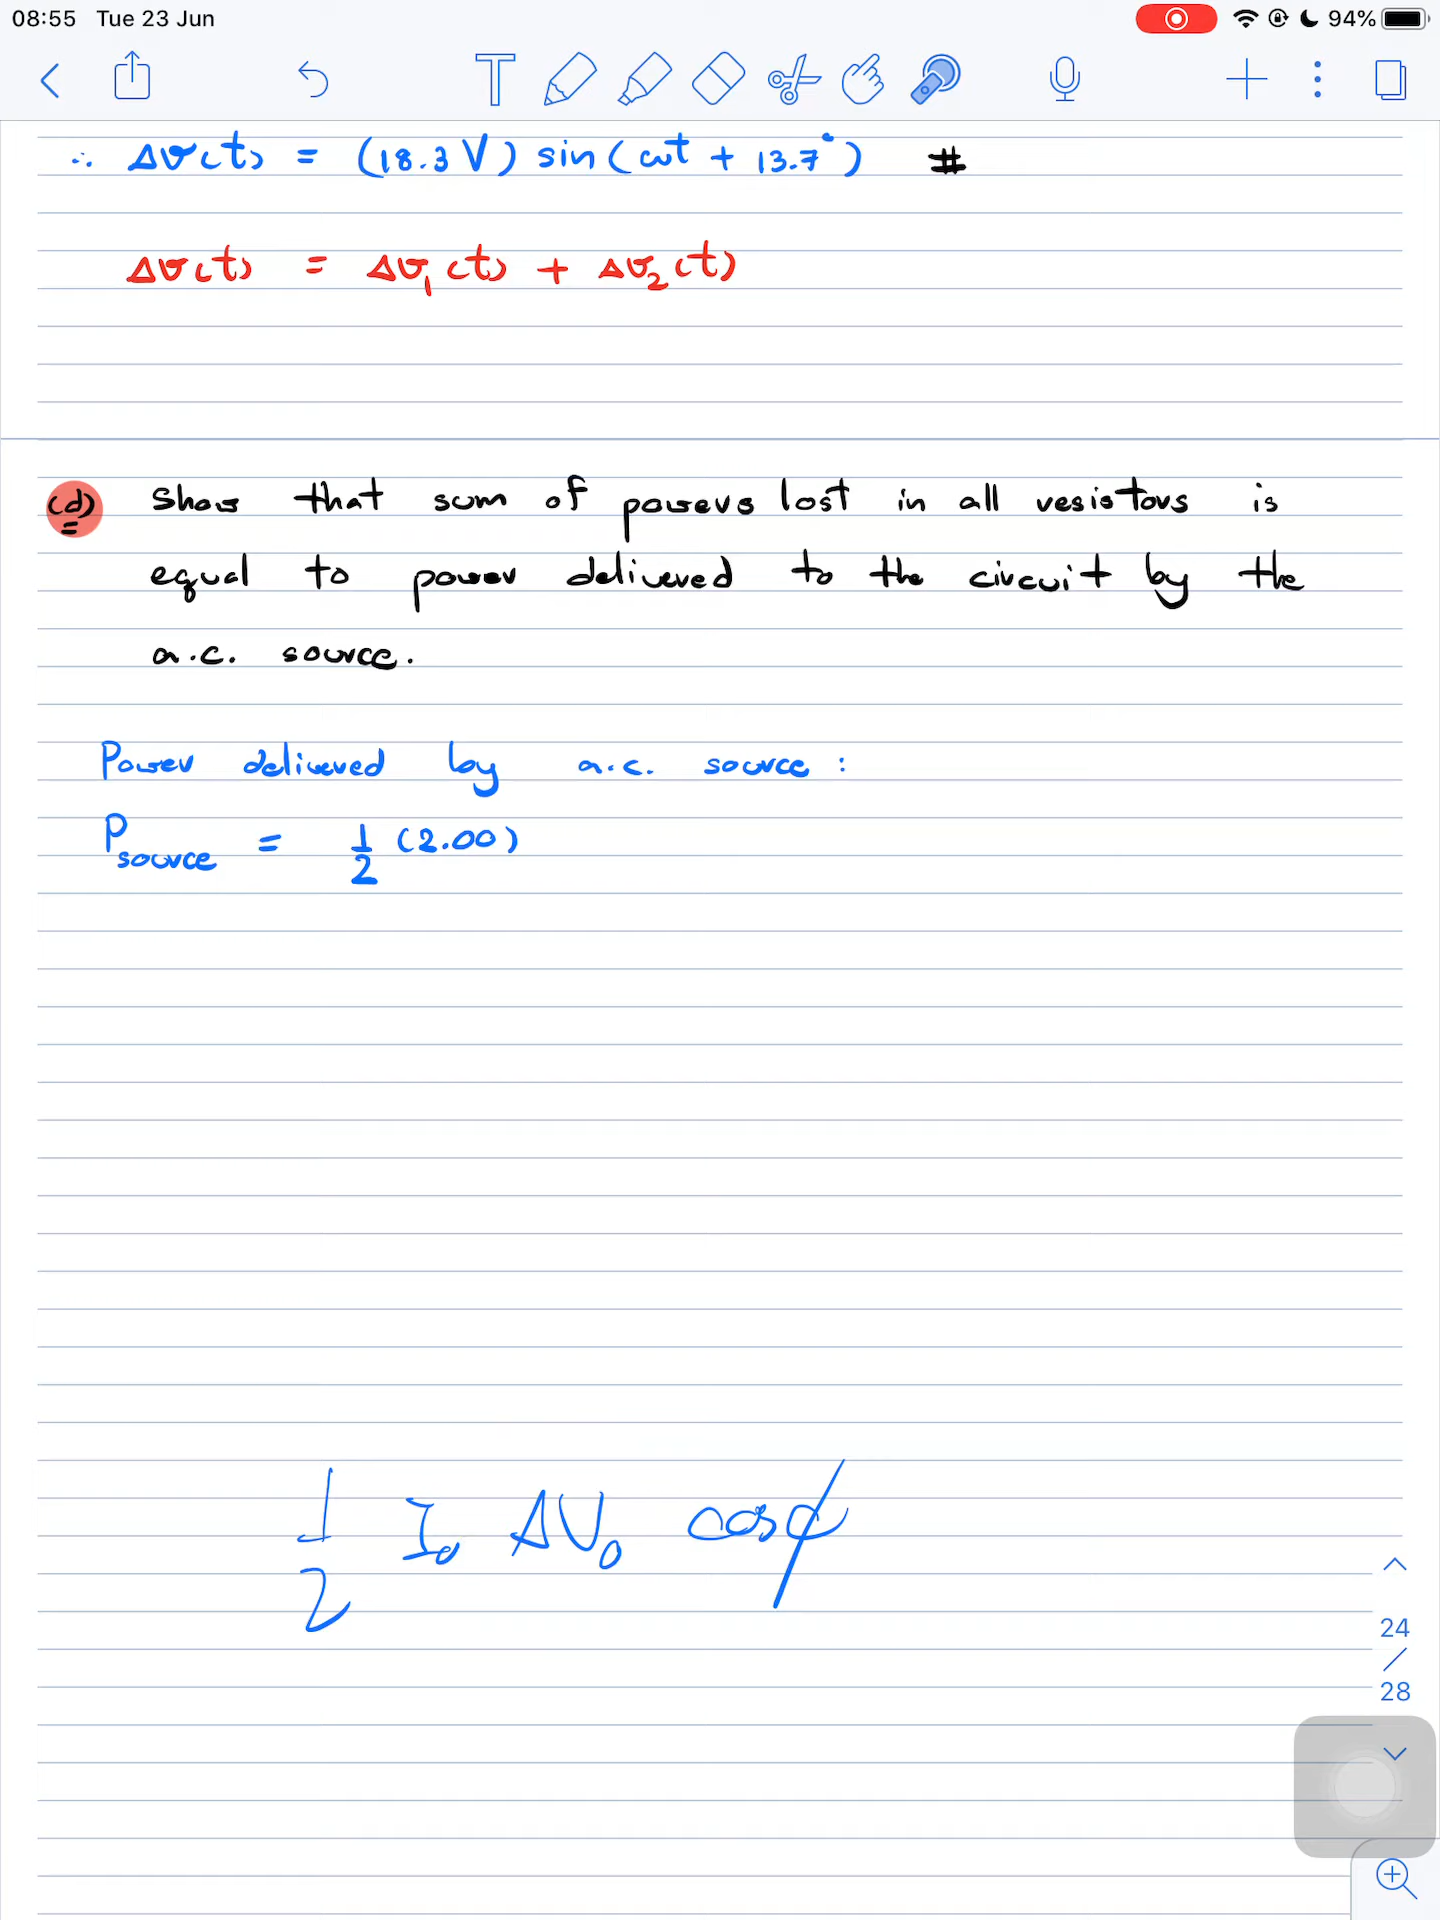 08:55 Tue 23 Jun 94%
T
∴ Δv(t) = (18.3 V) sin(ωt + 13.7°) #
Δv(t) = Δv₁(t) + Δv₂(t)
(d) Show that sum of powers lost in all resistors is
equal to power delivered to the circuit by the
a.c. source.
Power delivered by a.c. source :
P_source = 1/2 (2.00)
1/2 I₀ ΔV₀ cosφ
24
/
28